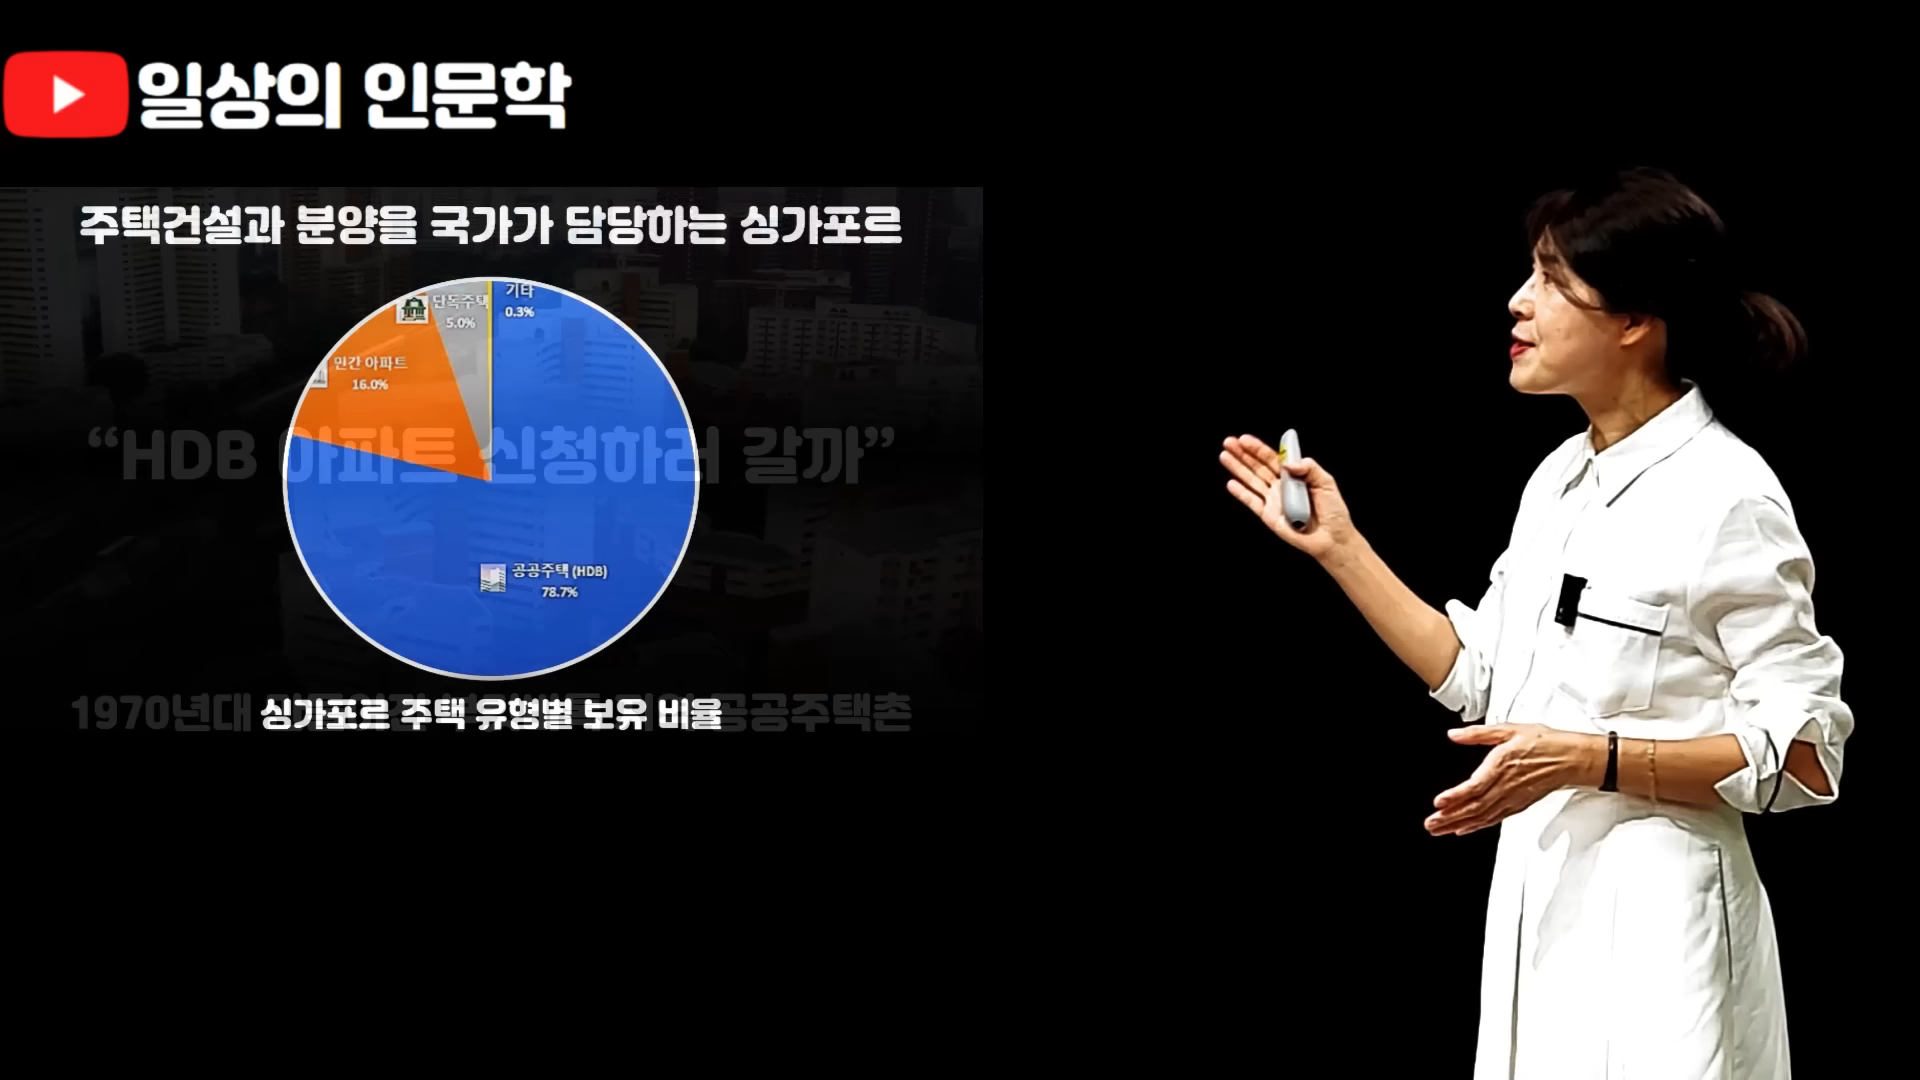 일상의 인문학
주택건설과 분양을 국가가 담당하는 싱가포르
기타
0.3%
단독주택
5.0%
민간 아파트
16.0%
“HDB 아파트 신청하러 갈까”
공공주택 (HDB)
78.7%
1970년대
싱가포르 주택 유형별 보유 비율
공공주택촌